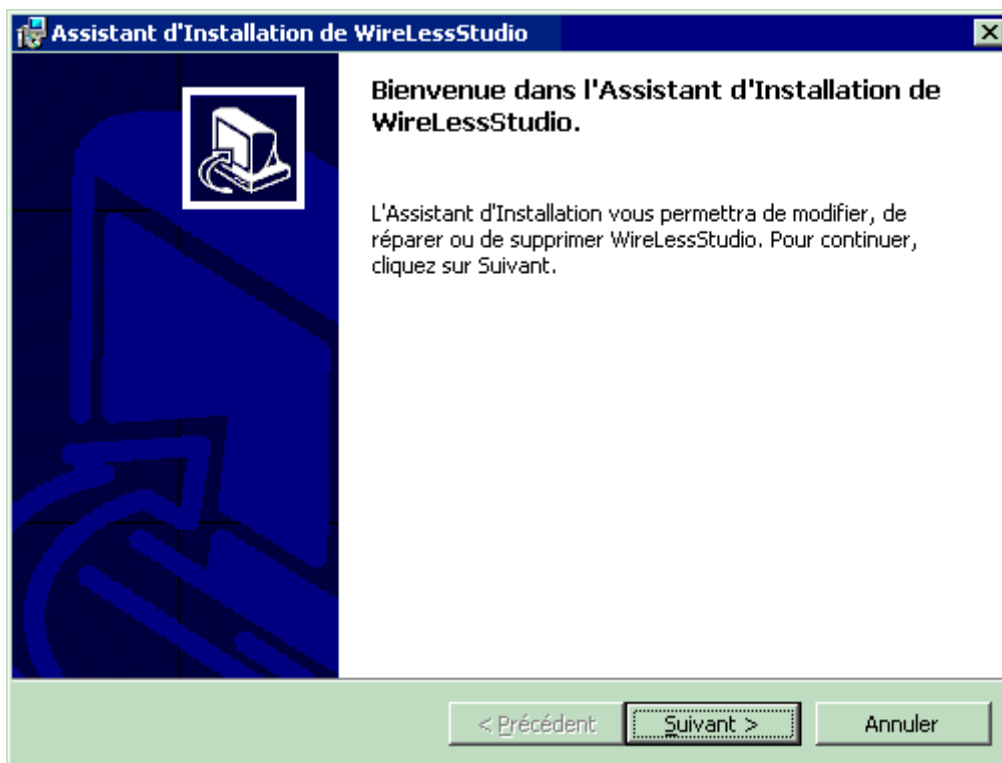 Assistant d'Installation de WireLessStudio
Bienvenue dans l'Assistant d'Installation de
WireLessStudio.
L'Assistant d'Installation vous permettra de modifier, de
réparer ou de supprimer WireLessStudio. Pour continuer,
cliquez sur Suivant.
< Précédent Suivant > Annuler